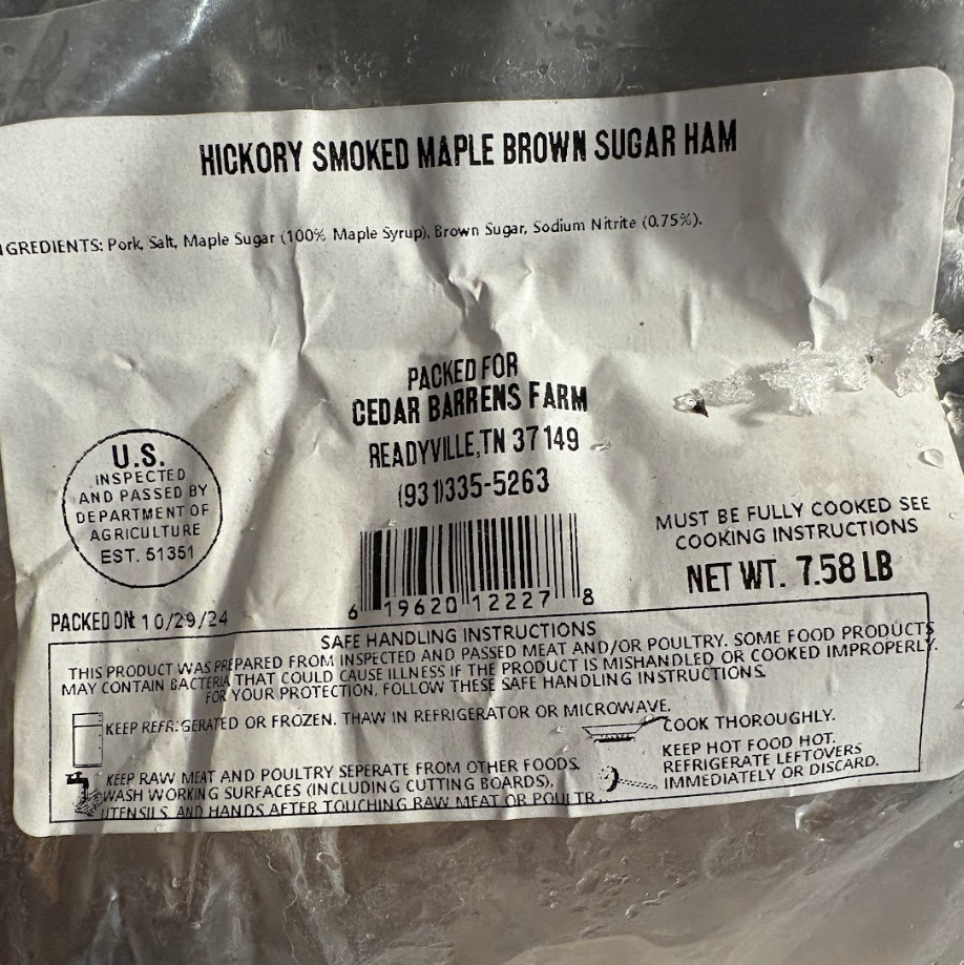 HICKORY SMOKED MAPLE BROWN SUGAR HAM
GREDIENTS: Pork, Salt, Maple Sugar (100% Maple Syrup), Brown Sugar, Sodium Nitrite (0.75%).
PACKED FOR
CEDAR BARRENS FARM
READYVILLE,TN 37149
(931)335-5263
U.S.
INSPECTED
AND PASSED BY
DEPARTMENT OF
AGRICULTURE
EST. 51351
MUST BE FULLY COOKED SEE
COOKING INSTRUCTIONS
NET WT. 7.58 LB
6 19620 12227 8
PACKED ON: 10/29/24
SAFE HANDLING INSTRUCTIONS
THIS PRODUCT WAS PREPARED FROM INSPECTED AND PASSED MEAT AND/OR POULTRY. SOME FOOD PRODUCTS
MAY CONTAIN BACTERIA THAT COULD CAUSE ILLNESS IF THE PRODUCT IS MISHANDLED OR COOKED IMPROPERLY.
FOR YOUR PROTECTION, FOLLOW THESE SAFE HANDLING INSTRUCTIONS.
KEEP REFRIGERATED OR FROZEN. THAW IN REFRIGERATOR OR MICROWAVE.
COOK THOROUGHLY.
KEEP RAW MEAT AND POULTRY SEPERATE FROM OTHER FOODS.
WASH WORKING SURFACES (INCLUDING CUTTING BOARDS),
UTENSILS, AND HANDS AFTER TOUCHING RAW MEAT OR POULTR
KEEP HOT FOOD HOT.
REFRIGERATE LEFTOVERS
IMMEDIATELY OR DISCARD.